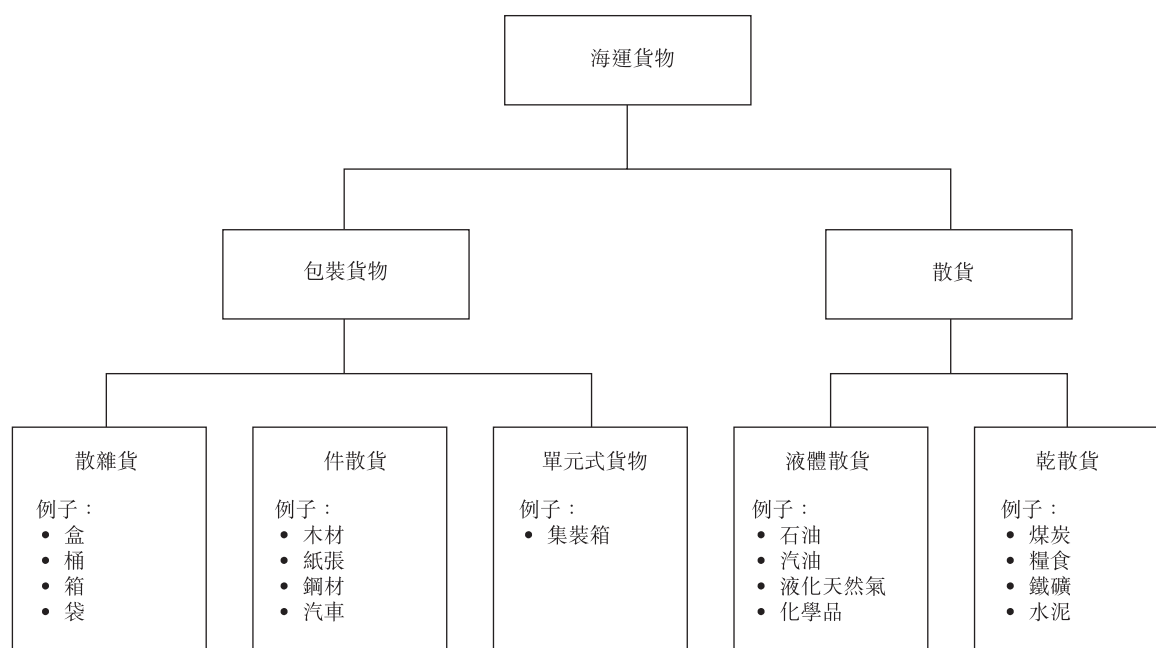 海運貨物
包裝貨物
散貨
散雜貨
例子：
• 盒
• 桶
• 箱
• 袋
件散貨
例子：
• 木材
• 紙張
• 鋼材
• 汽車
單元式貨物
例子：
• 集裝箱
液體散貨
例子：
• 石油
• 汽油
• 液化天然氣
• 化學品
乾散貨
例子：
• 煤炭
• 糧食
• 鐵礦
• 水泥